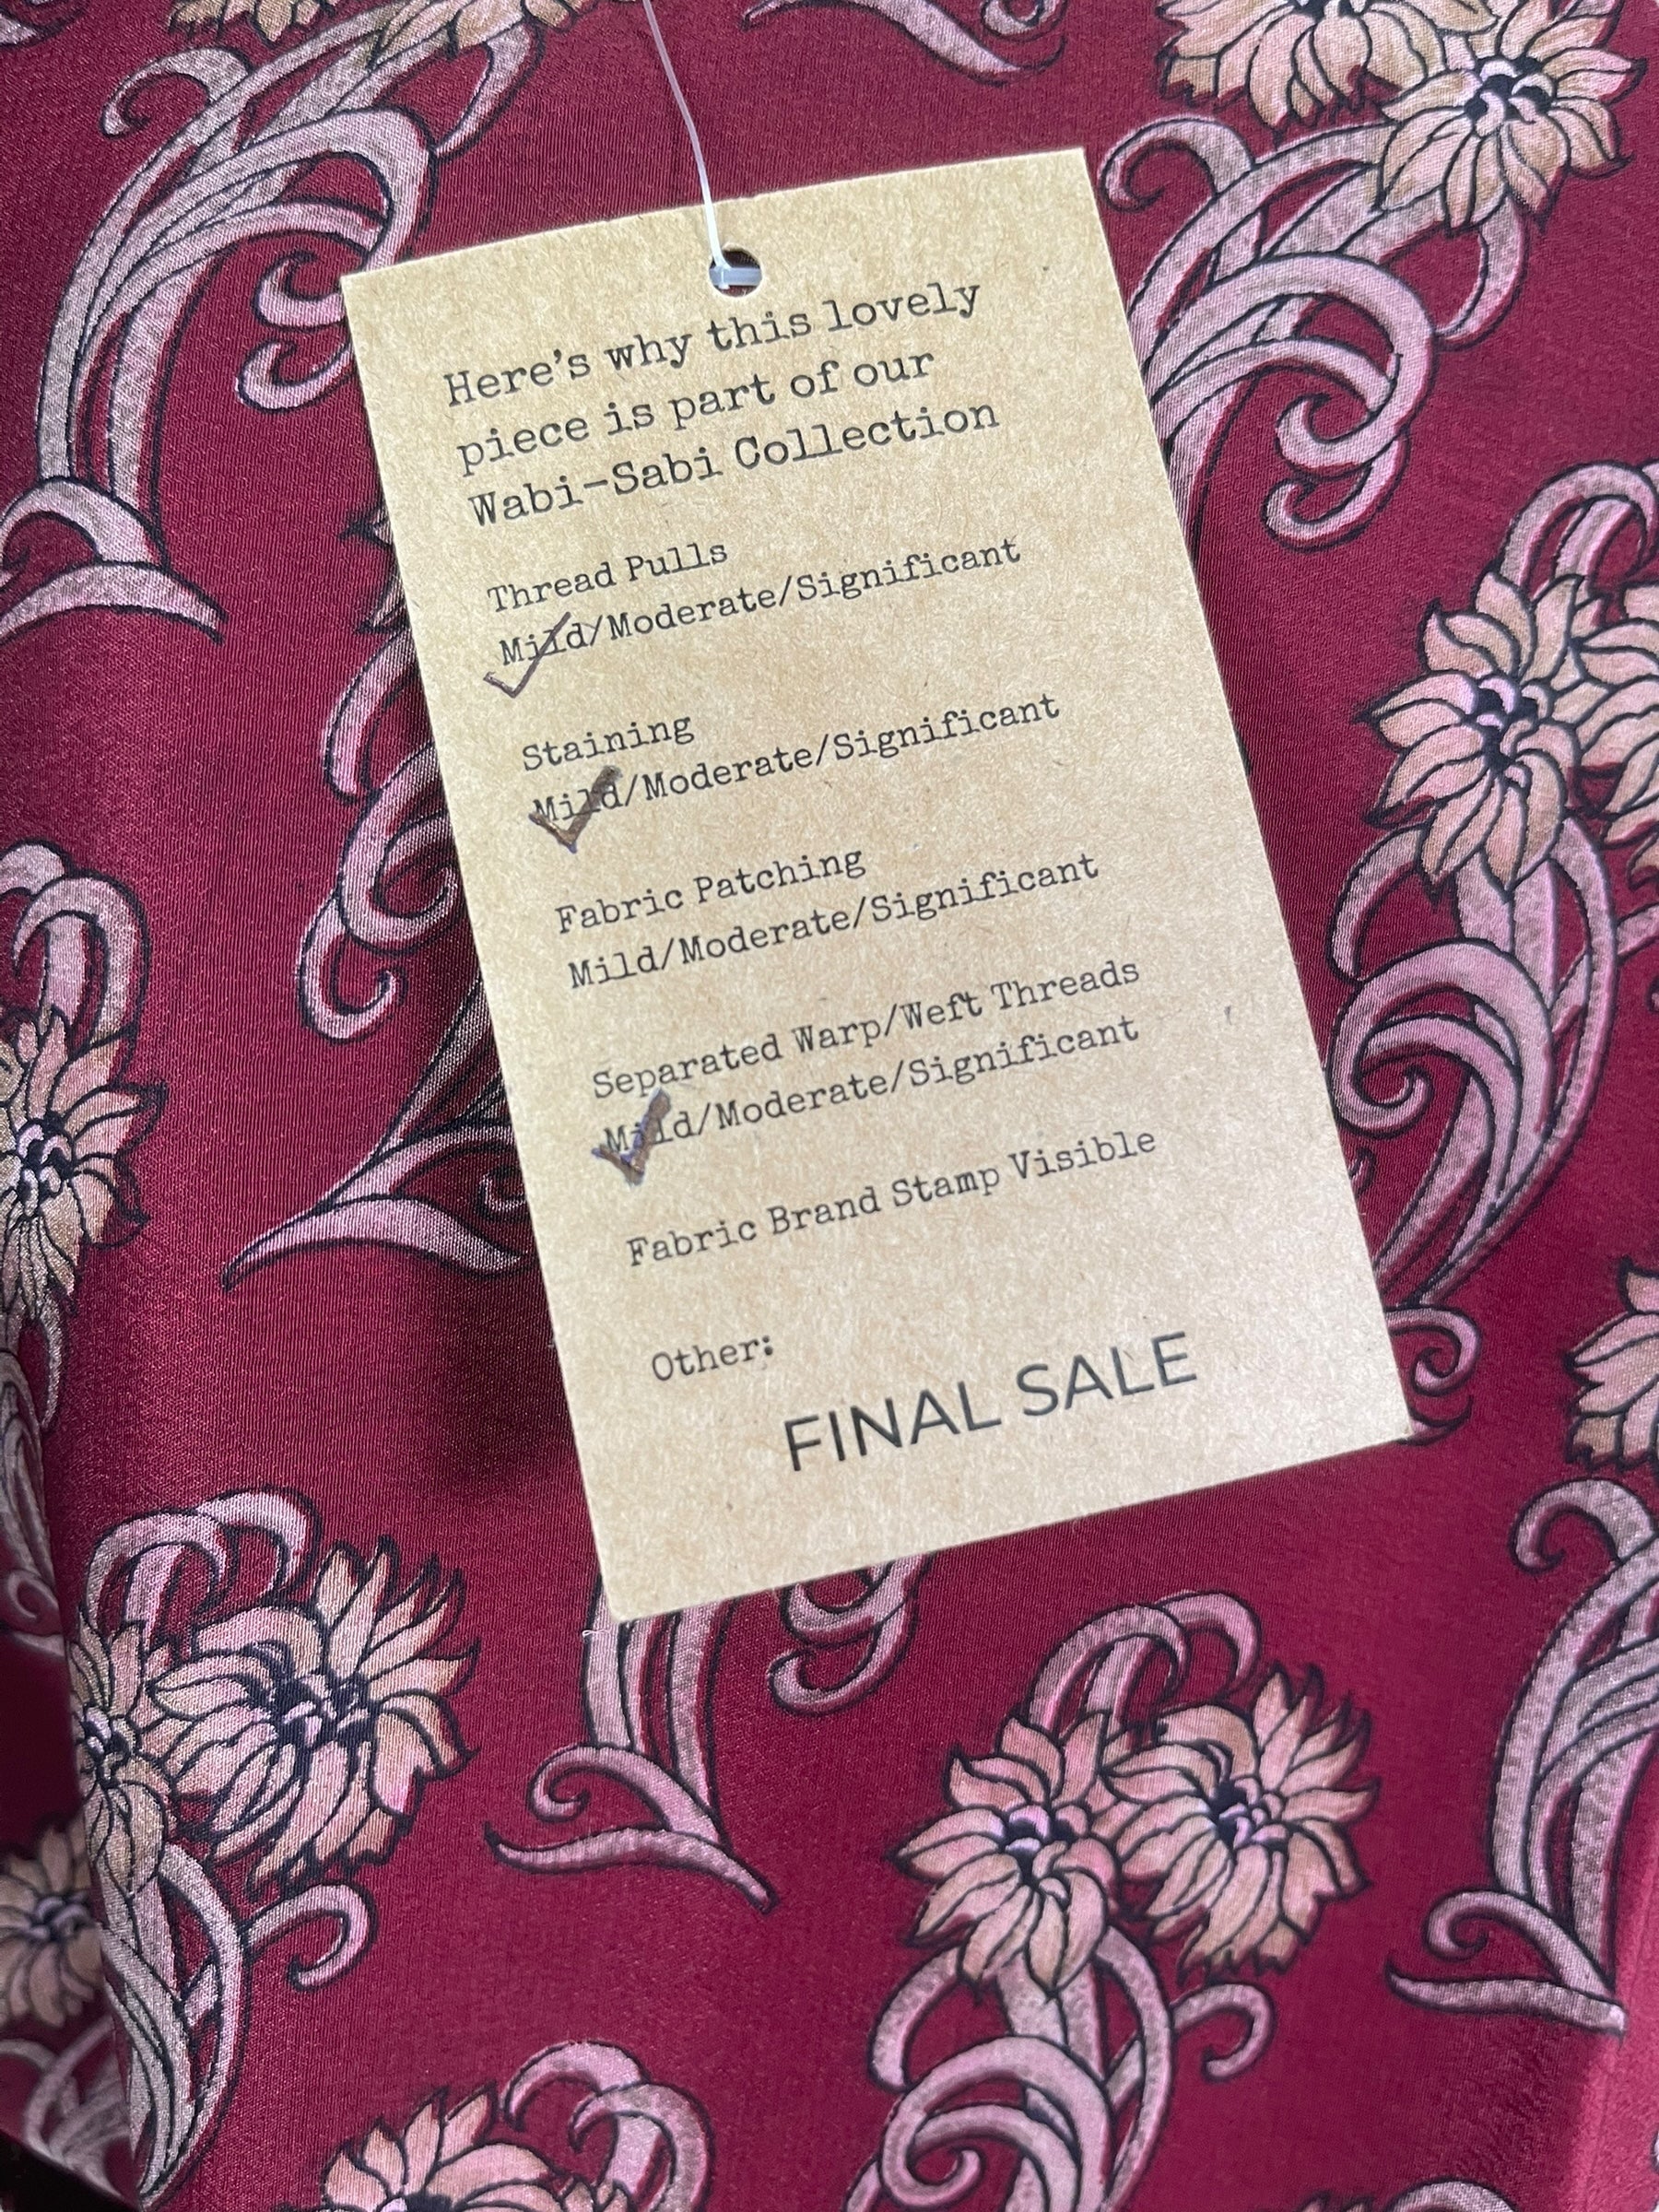 Here's why this lovely
piece is part of our
Wabi-Sabi Collection
Thread Pulls
Mild/Moderate/Significant
Staining
Mild/Moderate/Significant
Fabric Patching
Mild/Moderate/Significant
Separated Warp/Weft Threads
Mild/Moderate/Significant
Fabric Brand Stamp Visible
Other:
FINAL SALE